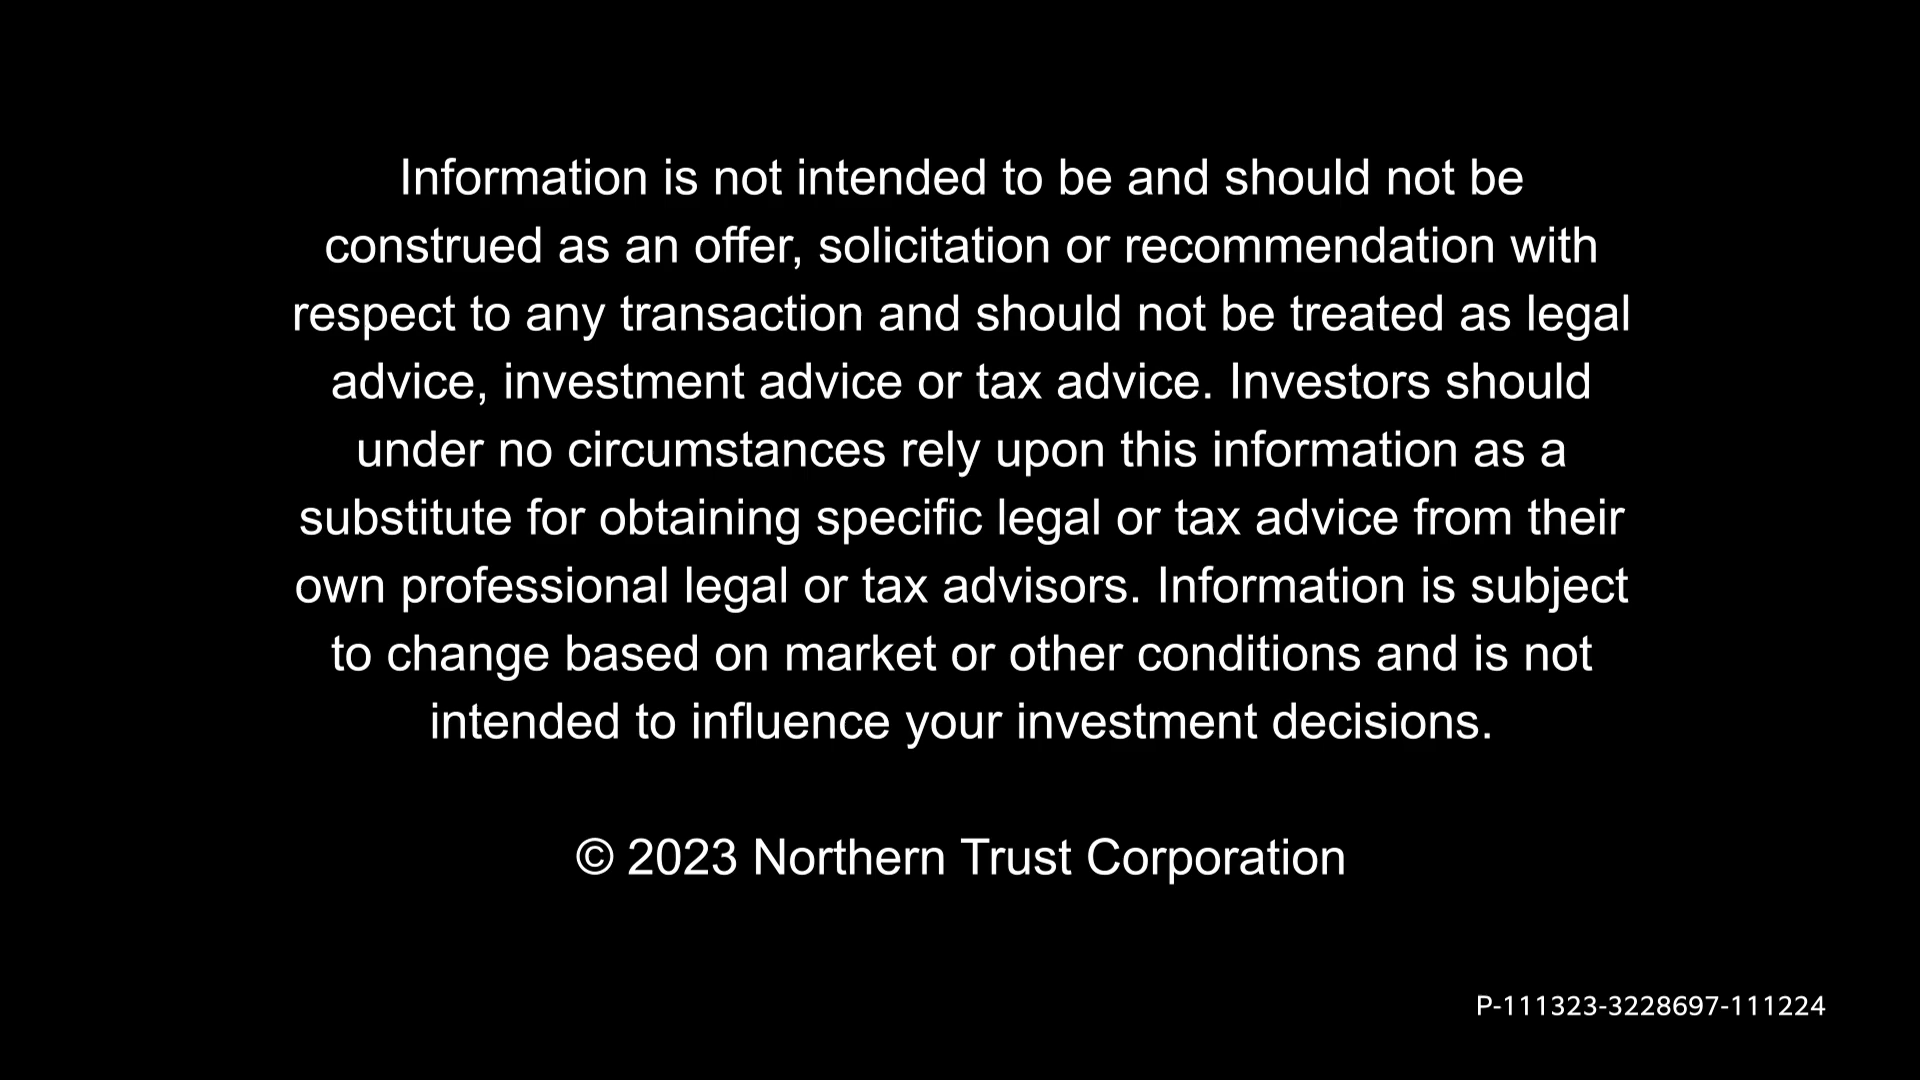 Information is not intended to be and should not be
construed as an offer, solicitation or recommendation with
respect to any transaction and should not be treated as legal
advice, investment advice or tax advice. Investors should
under no circumstances rely upon this information as a
substitute for obtaining specific legal or tax advice from their
own professional legal or tax advisors. Information is subject
to change based on market or other conditions and is not
intended to influence your investment decisions.
© 2023 Northern Trust Corporation
P-111323-3228697-111224